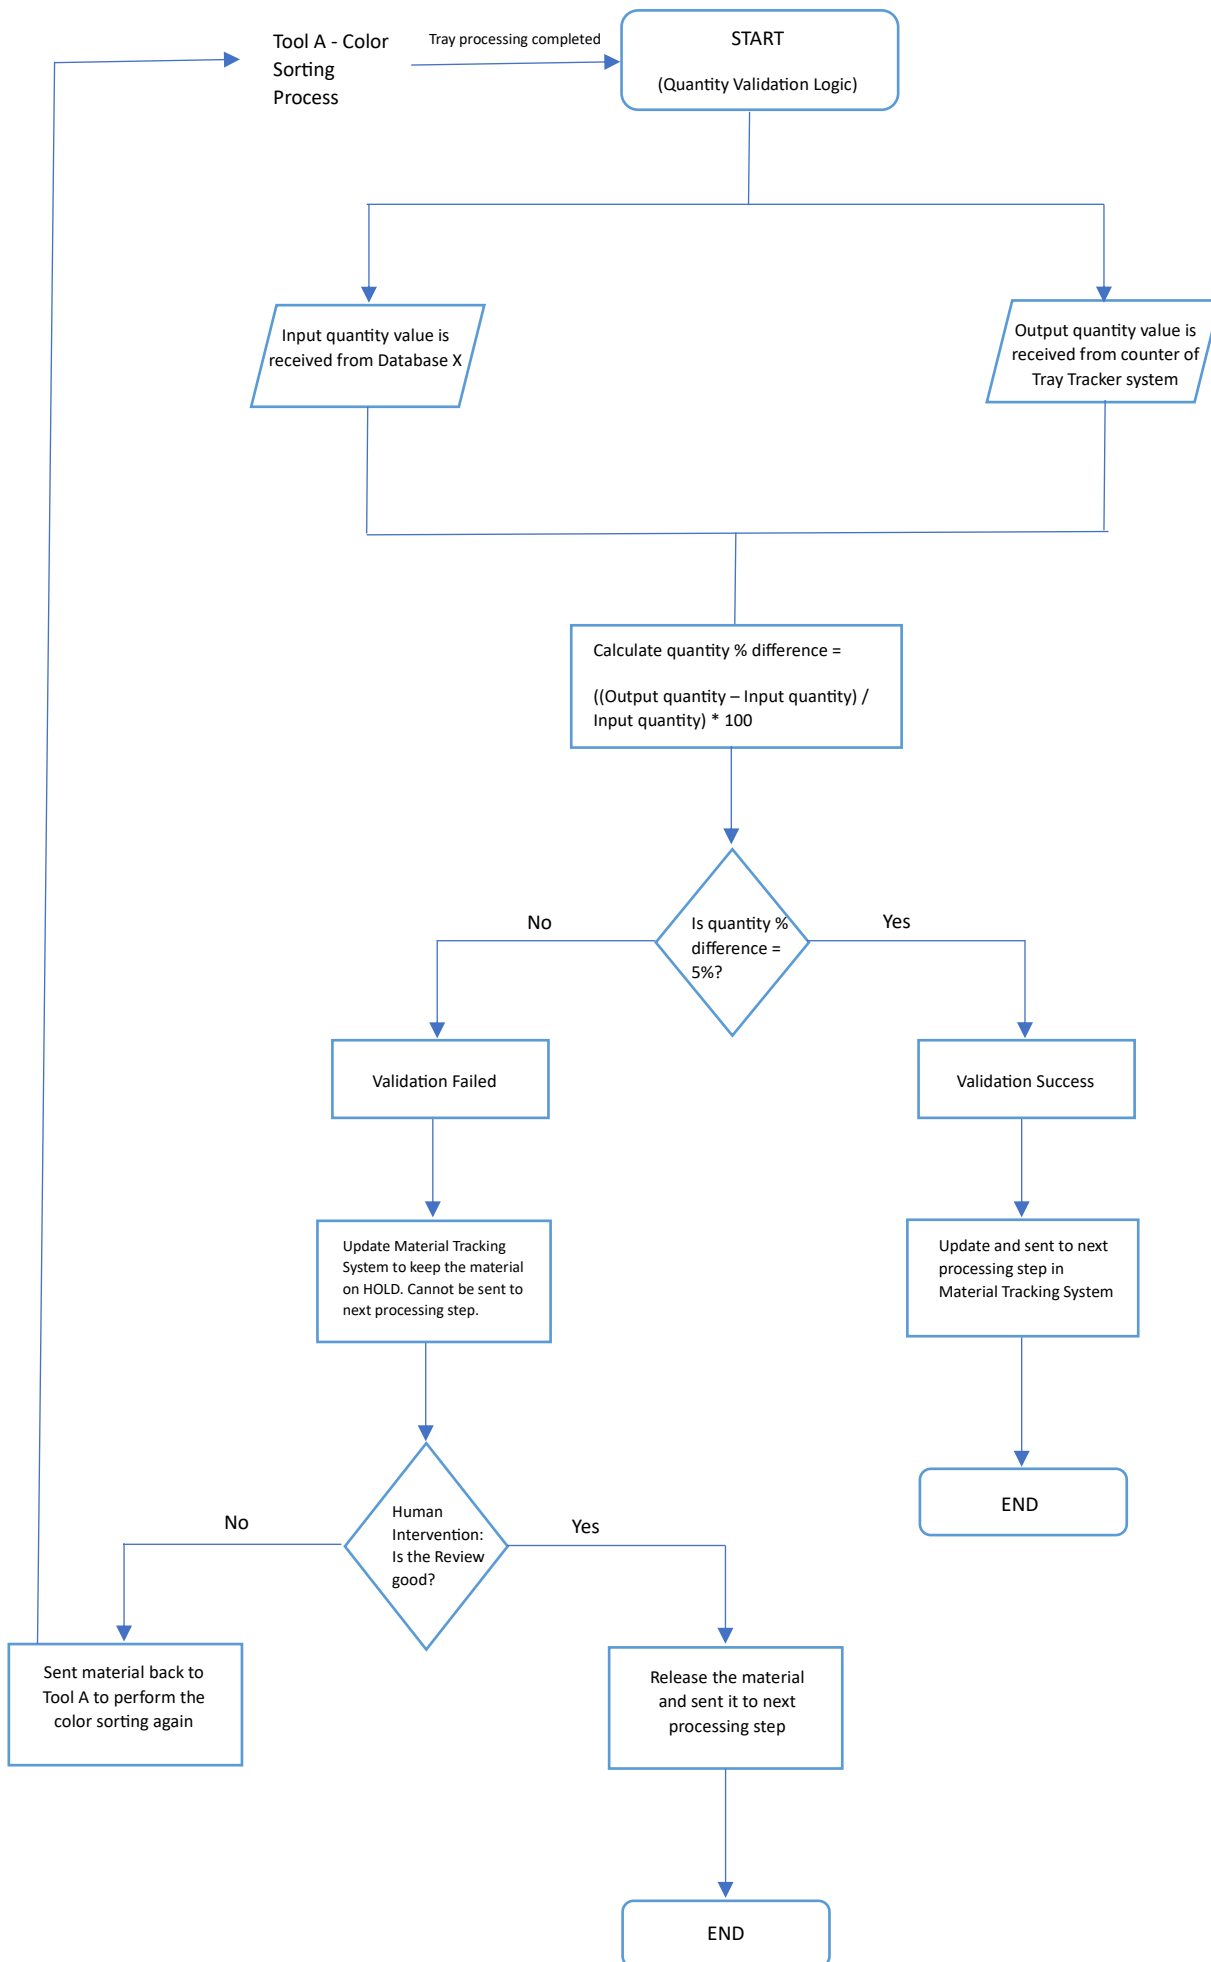 Tool A - Color
Sorting
Process
Tray processing completed
START
(Quantity Validation Logic)
Input quantity value is
received from Database X
Output quantity value is
received from counter of
Tray Tracker system
Calculate quantity % difference =
((Output quantity – Input quantity) /
Input quantity) * 100
Is quantity %
difference =
5%?
No
Yes
Validation Failed
Validation Success
Update Material Tracking
System to keep the material
on HOLD. Cannot be sent to
next processing step.
Update and sent to next
processing step in
Material Tracking System
Human
Intervention:
Is the Review
good?
No
Yes
END
Sent material back to
Tool A to perform the
color sorting again
Release the material
and sent it to next
processing step
END